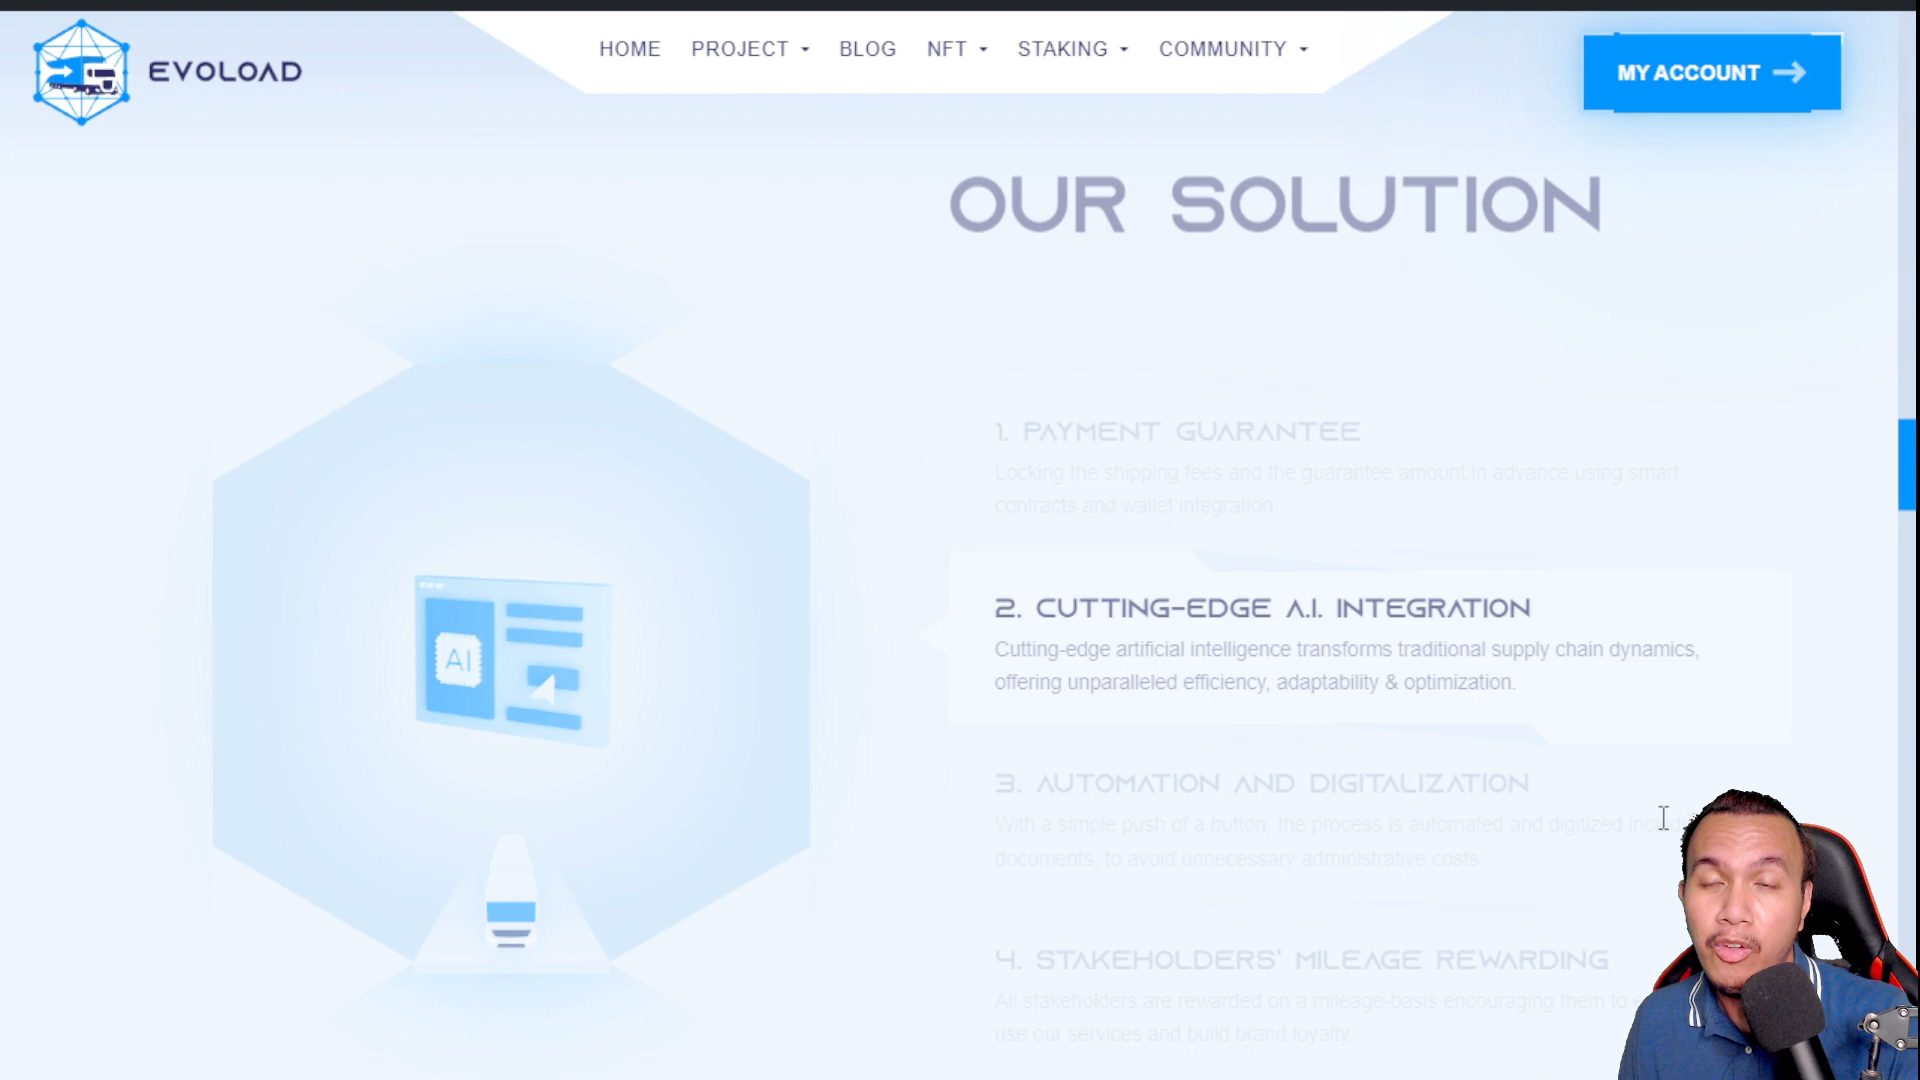 EVOLOAD
HOME PROJECT BLOG NFT STAKING COMMUNITY
MY ACCOUNT
OUR SOLUTION
1. PAYMENT GUARANTEE
Locking the shipping fees and the guarantee amount in advance using smart
contracts and wallet integration
AI
2. CUTTING-EDGE A.I. INTEGRATION
Cutting-edge artificial intelligence transforms traditional supply chain dynamics,
offering unparalleled efficiency, adaptability & optimization.
3. AUTOMATION AND DIGITALIZATION
With a simple push of a button, the process is automated and digitized
documents, to avoid unnecessary administrative costs.
4. STAKEHOLDERS' MILEAGE REWARDING
All stakeholders are rewarded on a mileage-basis encouraging them to
use our services and build brand loyalty